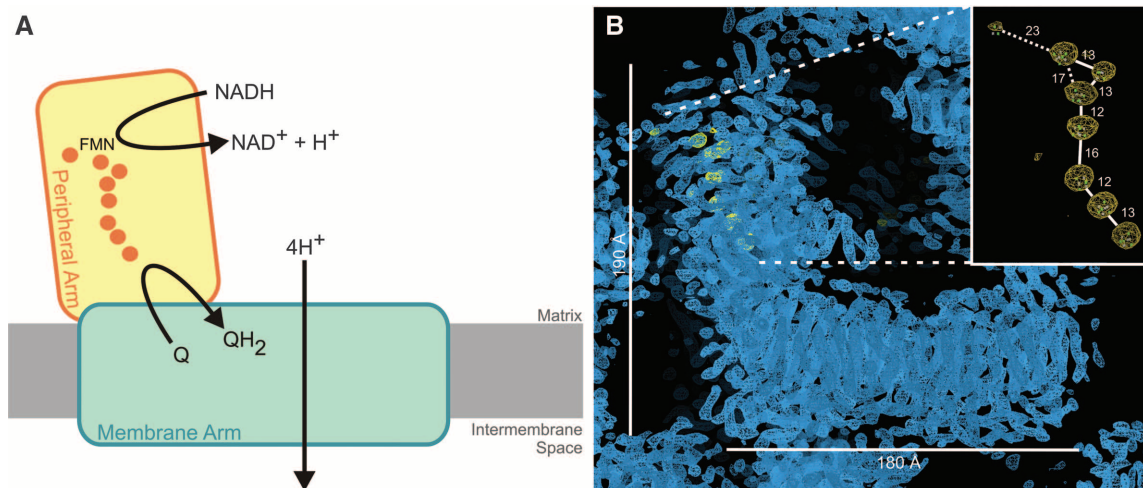 A
NADH
FMN
NAD+ + H+
Peripheral Arm
4H+
Matrix
Q
QH2
Membrane Arm
Intermembrane
Space
B
190 Å
180 Å
23
13
17
13
12
16
12
13